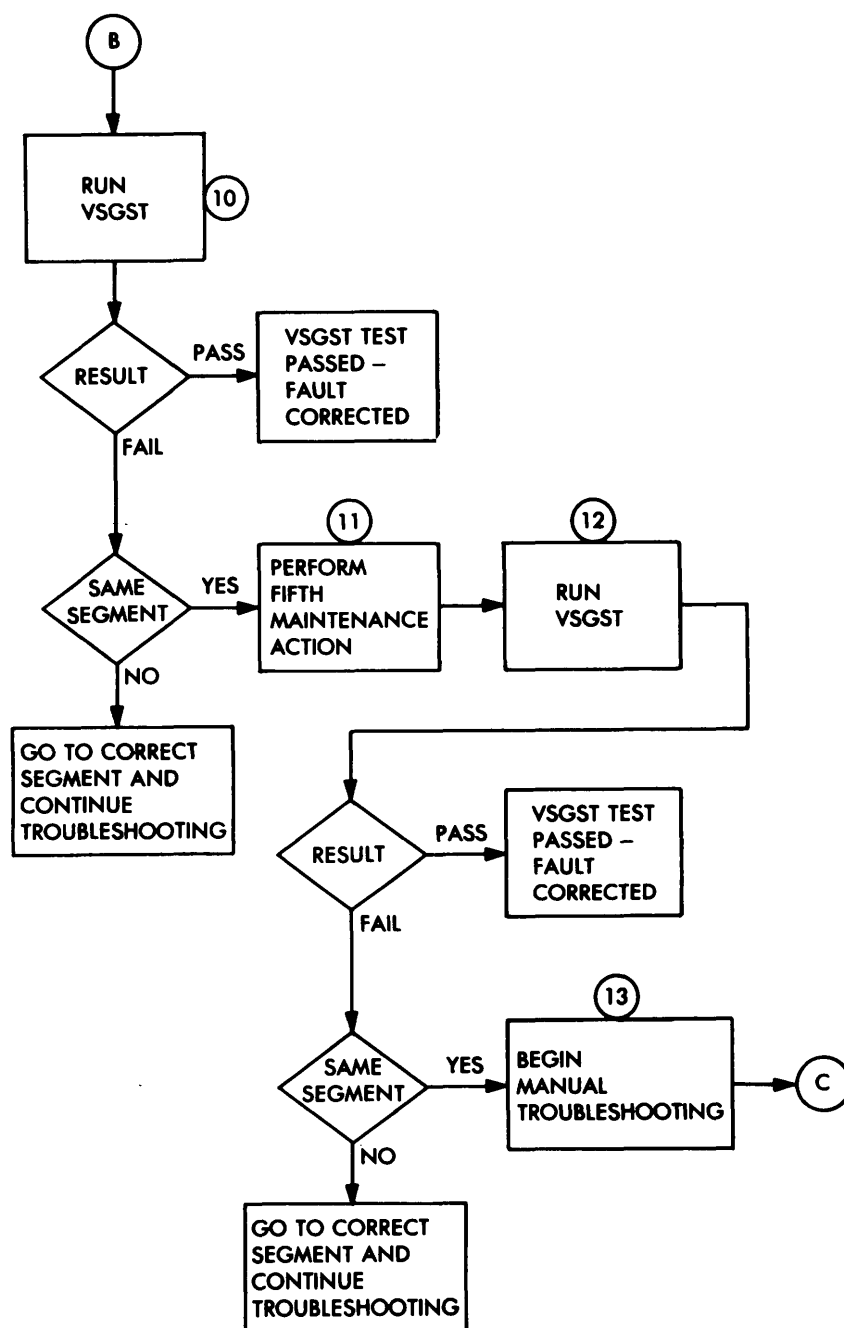 B
RUN
VSGST
10
RESULT
PASS
VSGST TEST
PASSED –
FAULT
CORRECTED
FAIL
SAME
SEGMENT
YES
11
PERFORM
FIFTH
MAINTENANCE
ACTION
12
RUN
VSGST
NO
GO TO CORRECT
SEGMENT AND
CONTINUE
TROUBLESHOOTING
RESULT
PASS
VSGST TEST
PASSED –
FAULT
CORRECTED
FAIL
SAME
SEGMENT
YES
13
BEGIN
MANUAL
TROUBLESHOOTING
C
NO
GO TO CORRECT
SEGMENT AND
CONTINUE
TROUBLESHOOTING